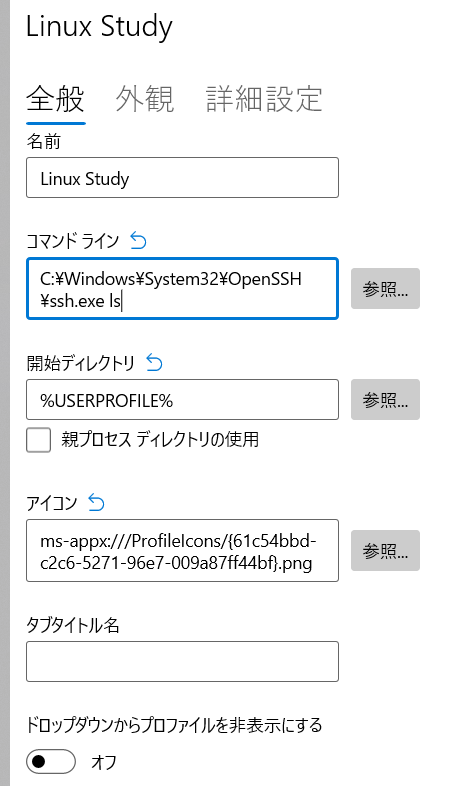 Linux Study
全般 外観 詳細設定
名前
Linux Study
コマンド ライン
C:¥Windows¥System32¥OpenSSH
¥ssh.exe ls
参照...
開始ディレクトリ
%USERPROFILE%
参照...
親プロセス ディレクトリの使用
アイコン
ms-appx:///ProfileIcons/{61c54bbd-
c2c6-5271-96e7-009a87ff44bf}.png
参照...
タブタイトル名
ドロップダウンからプロファイルを非表示にする
オフ